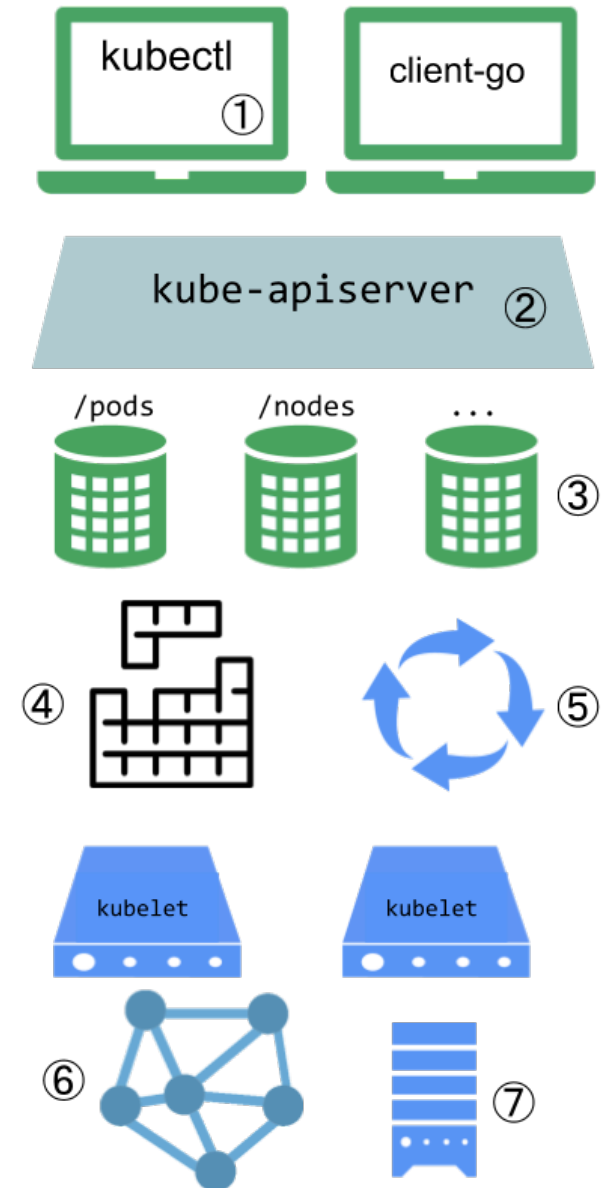 kubectl
①
client-go
kube-apiserver ②
/pods /nodes ...
③
④
⑤
kubelet kubelet
⑥
⑦